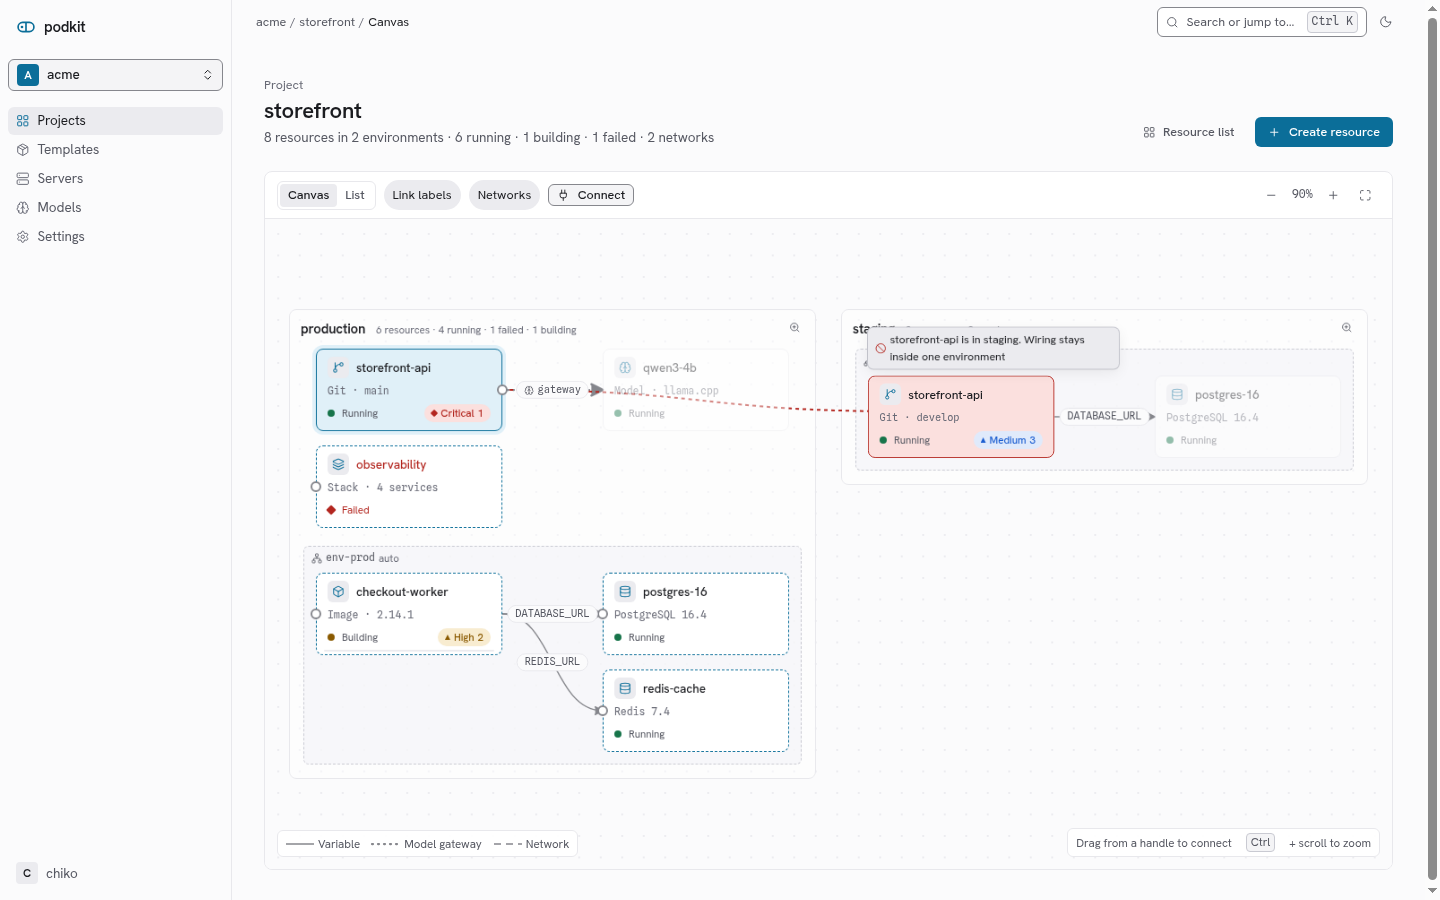 podkit
acme / storefront / Canvas
Search or jump to...
Ctrl K
A
acme
Projects
Templates
Servers
Models
Settings
C
chiko
Project
storefront
8 resources in 2 environments · 6 running · 1 building · 1 failed · 2 networks
Resource list
Create resource
Canvas
List
Link labels
Networks
Connect
90%
production
6 resources · 4 running · 1 failed · 1 building
storefront-api
Git · main
Running
Critical 1
gateway
qwen3-4b
Model · llama.cpp
Running
observability
Stack · 4 services
Failed
env-prod auto
checkout-worker
Image · 2.14.1
Building
High 2
DATABASE_URL
REDIS_URL
postgres-16
PostgreSQL 16.4
Running
redis-cache
Redis 7.4
Running
storefront-api is in staging. Wiring stays
inside one environment
storefront-api
Git · develop
Running
Medium 3
DATABASE_URL
postgres-16
PostgreSQL 16.4
Running
Variable
Model gateway
Network
Drag from a handle to connect
Ctrl
+ scroll to zoom